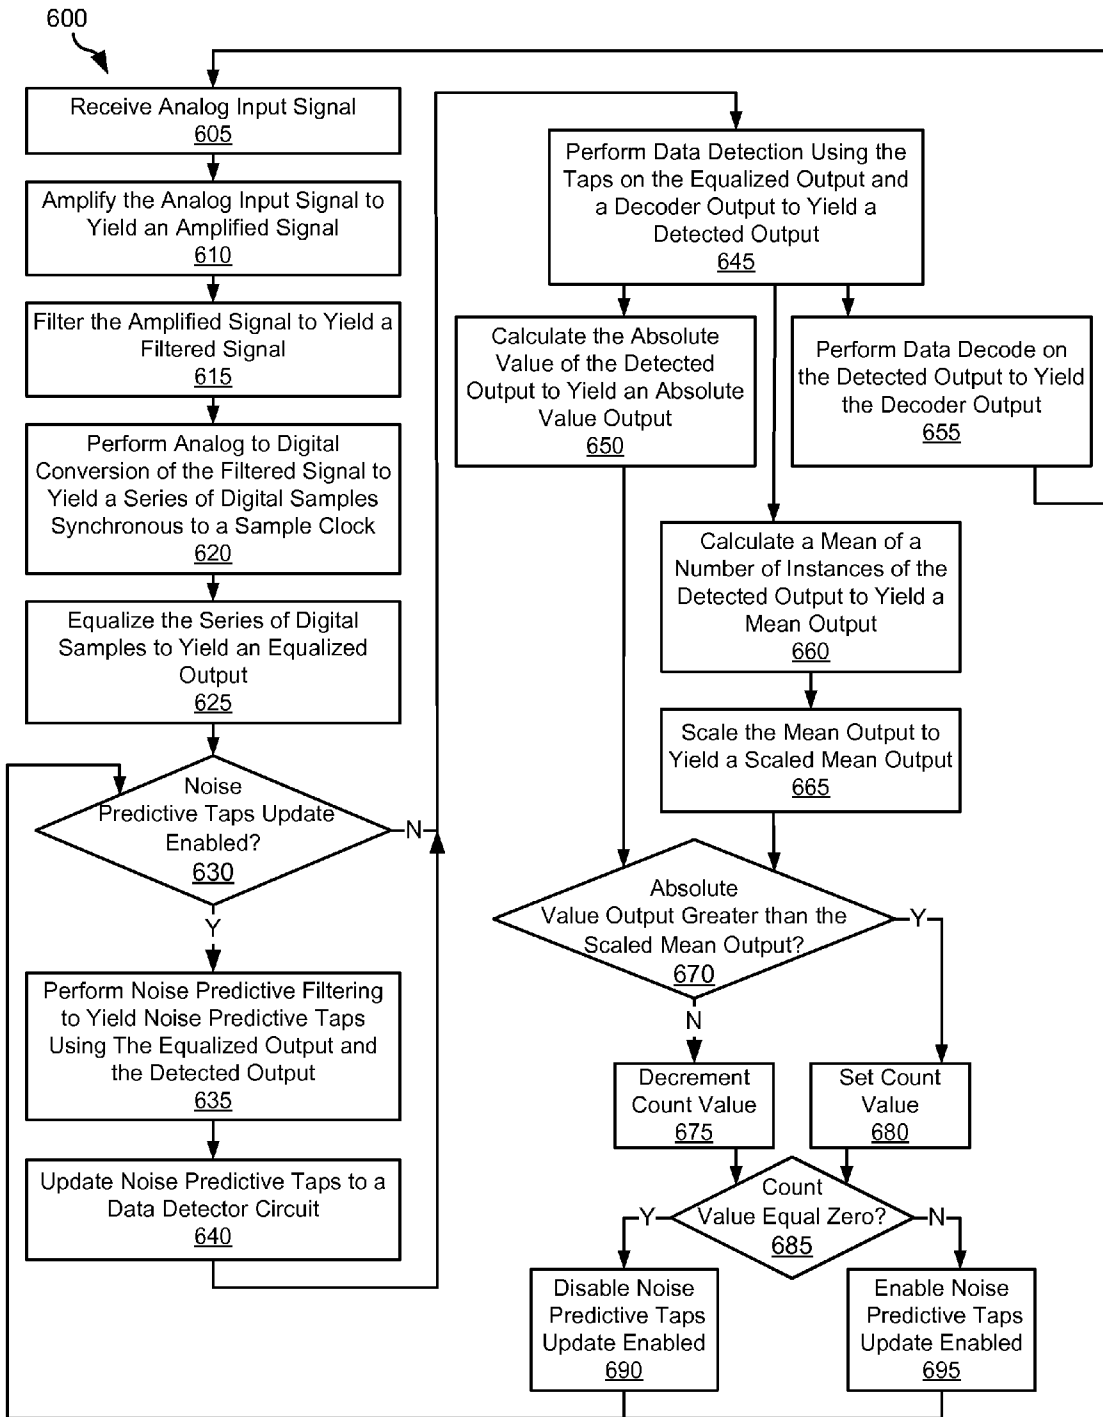 600
Receive Analog Input Signal
605
Amplify the Analog Input Signal to
Yield an Amplified Signal
610
Filter the Amplified Signal to Yield a
Filtered Signal
615
Perform Analog to Digital
Conversion of the Filtered Signal to
Yield a Series of Digital Samples
Synchronous to a Sample Clock
620
Equalize the Series of Digital
Samples to Yield an Equalized
Output
625
Noise
Predictive Taps Update
Enabled?
630
N
Y
Perform Noise Predictive Filtering
to Yield Noise Predictive Taps
Using The Equalized Output and
the Detected Output
635
Update Noise Predictive Taps to a
Data Detector Circuit
640
Perform Data Detection Using the
Taps on the Equalized Output and
a Decoder Output to Yield a
Detected Output
645
Calculate the Absolute
Value of the Detected
Output to Yield an Absolute
Value Output
650
Perform Data Decode on
the Detected Output to Yield
the Decoder Output
655
Calculate a Mean of a
Number of Instances of the
Detected Output to Yield a
Mean Output
660
Scale the Mean Output to
Yield a Scaled Mean Output
665
Absolute
Value Output Greater than the
Scaled Mean Output?
670
Y
N
Decrement
Count Value
675
Set Count
Value
680
Count
Value Equal Zero?
685
Y
N
Disable Noise
Predictive Taps
Update Enabled
690
Enable Noise
Predictive Taps
Update Enabled
695